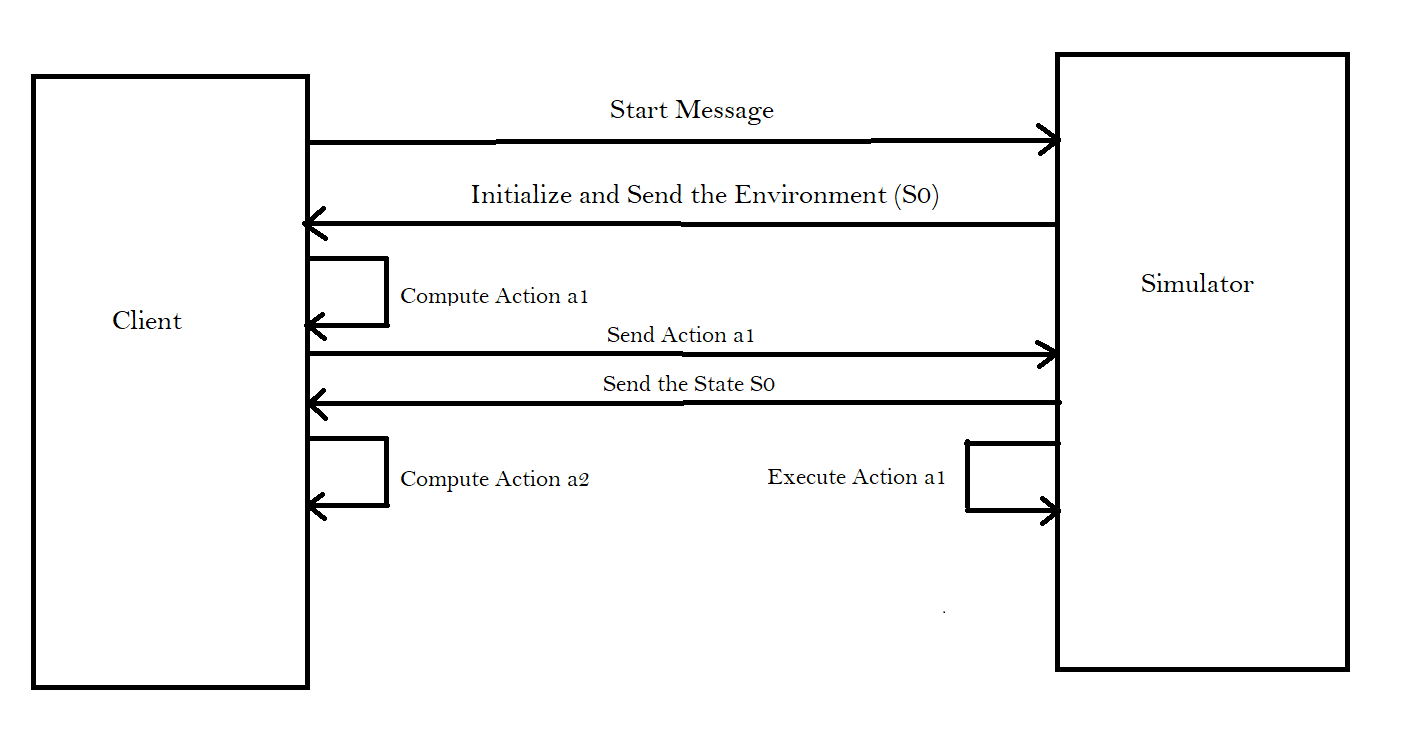 Start Message
Initialize and Send the Environment (S0)
Simulator
Compute Action a1
Client
Send Action a1
Send the State S0
Compute Action a2
Execute Action a1